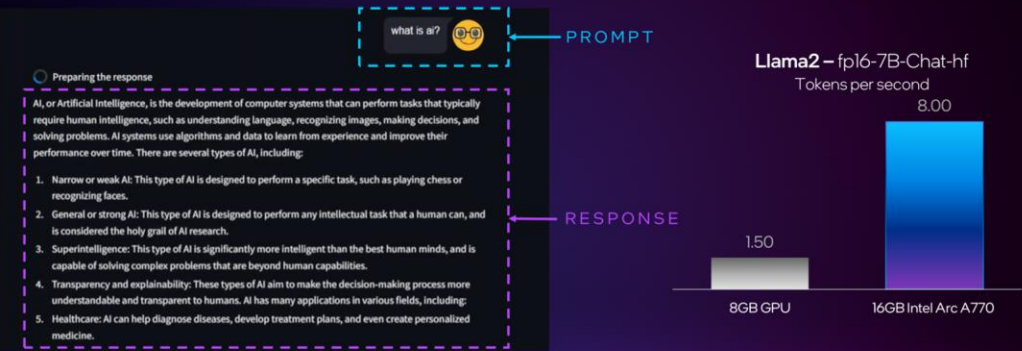 what is ai?
PROMPT
Preparing the response
AI, or Artificial Intelligence, is the development of computer systems that can perform tasks that typically
require human intelligence, such as understanding language, recognizing images, making decisions, and
solving problems. AI systems use algorithms and data to learn from experience and improve their
performance over time. There are several types of AI, including:
1. Narrow or weak AI: This type of AI is designed to perform a specific task, such as playing chess or
recognizing faces.
2. General or strong AI: This type of AI is designed to perform any intellectual task that a human can, and
is considered the holy grail of AI research.
3. Superintelligence: This type of AI is significantly more intelligent than the best human minds, and is
capable of solving complex problems that are beyond human capabilities.
4. Transparency and explainability: These types of AI aim to make the decision-making process more
understandable and transparent to humans. AI has many applications in various fields, including:
5. Healthcare: AI can help diagnose diseases, develop treatment plans, and even create personalized
medicine.
RESPONSE
Llama2 – fp16-7B-Chat-hf
Tokens per second
8.00
1.50
8GB GPU
16GB Intel Arc A770